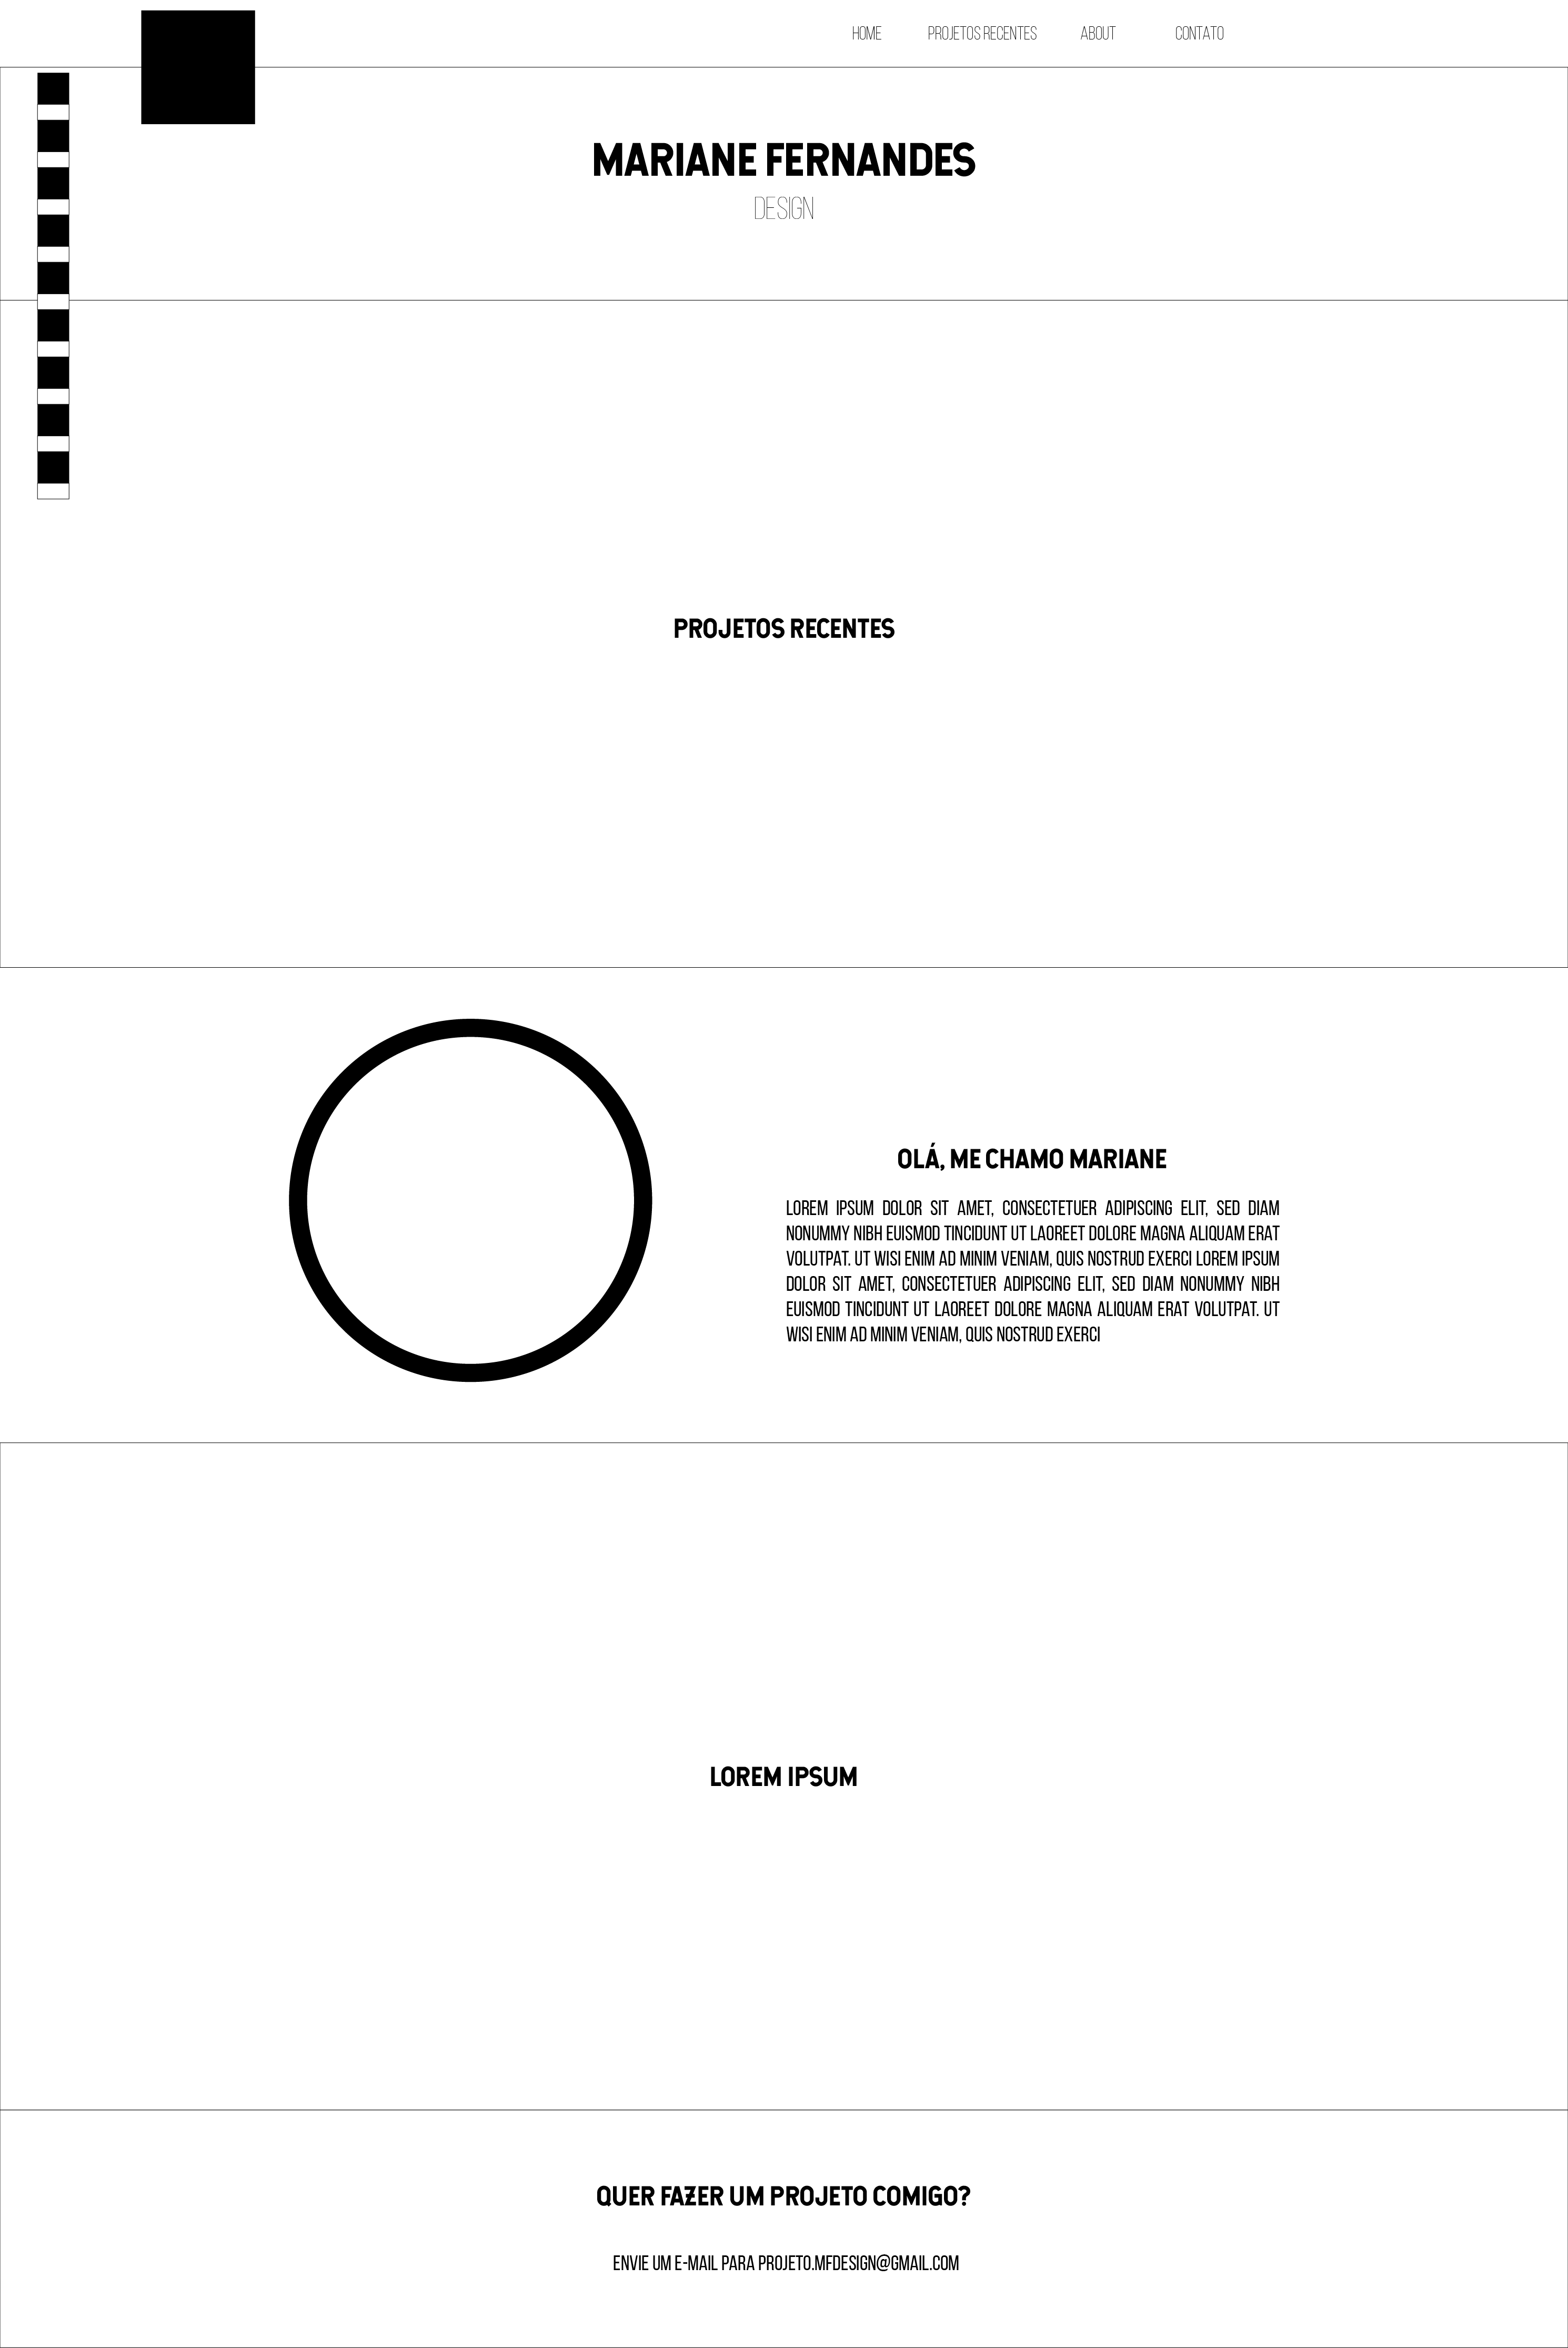 HOME PROJETOS RECENTES ABOUT CONTATO
MARIANE FERNANDES
DESIGN
PROJETOS RECENTES
OLÁ, ME CHAMO MARIANE
LOREM IPSUM DOLOR SIT AMET, CONSECTETUER ADIPISCING ELIT, SED DIAM
NONUMMY NIBH EUISMOD TINCIDUNT UT LAOREET DOLORE MAGNA ALIQUAM ERAT
VOLUTPAT. UT WISI ENIM AD MINIM VENIAM, QUIS NOSTRUD EXERCI LOREM IPSUM
DOLOR SIT AMET, CONSECTETUER ADIPISCING ELIT, SED DIAM NONUMMY NIBH
EUISMOD TINCIDUNT UT LAOREET DOLORE MAGNA ALIQUAM ERAT VOLUTPAT. UT
WISI ENIM AD MINIM VENIAM, QUIS NOSTRUD EXERCI
LOREM IPSUM
QUER FAZER UM PROJETO COMIGO?
ENVIE UM E-MAIL PARA PROJETO.MFDESIGN@GMAIL.COM